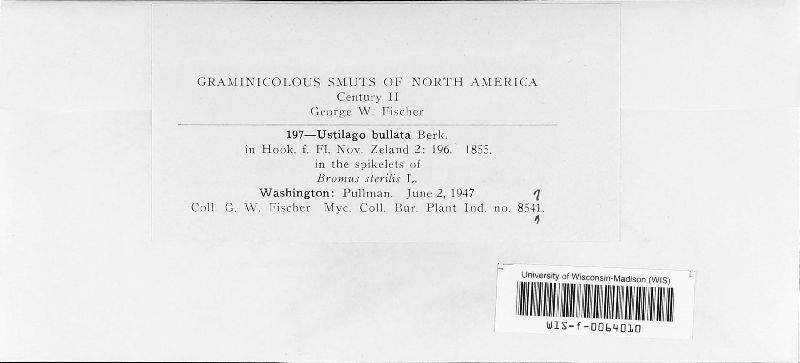 GRAMINICOLOUS SMUTS OF NORTH AMERICA
Century II
George W. Fischer
197—Ustilago bullata Berk.
in Hook. f. Fl. Nov. Zeland 2: 196. 1855.
in the spikelets of
Bromus sterilis L.
Washington: Pullman. June 2, 1947
Coll. G. W. Fischer Myc. Coll. Bur. Plant Ind. no. 8541.
University of Wisconsin-Madison (WIS)
WIS-f-0064010